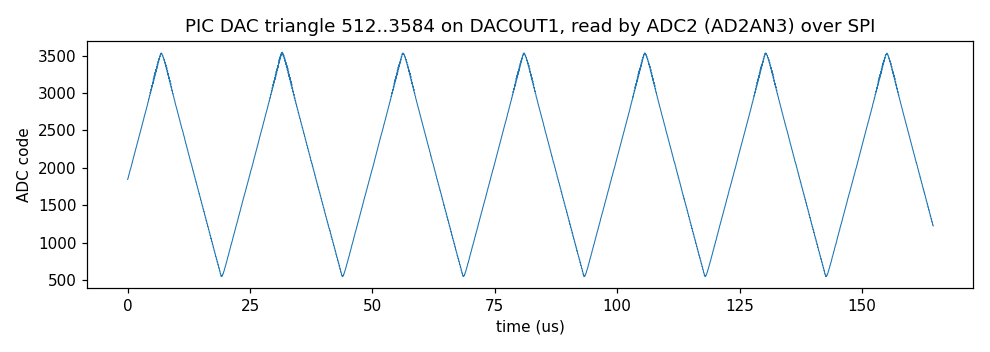 PIC DAC triangle 512..3584 on DACOUT1, read by ADC2 (AD2AN3) over SPI
3500
3000
2500
2000
1500
1000
500
ADC code
0 25 50 75 100 125 150
time (us)